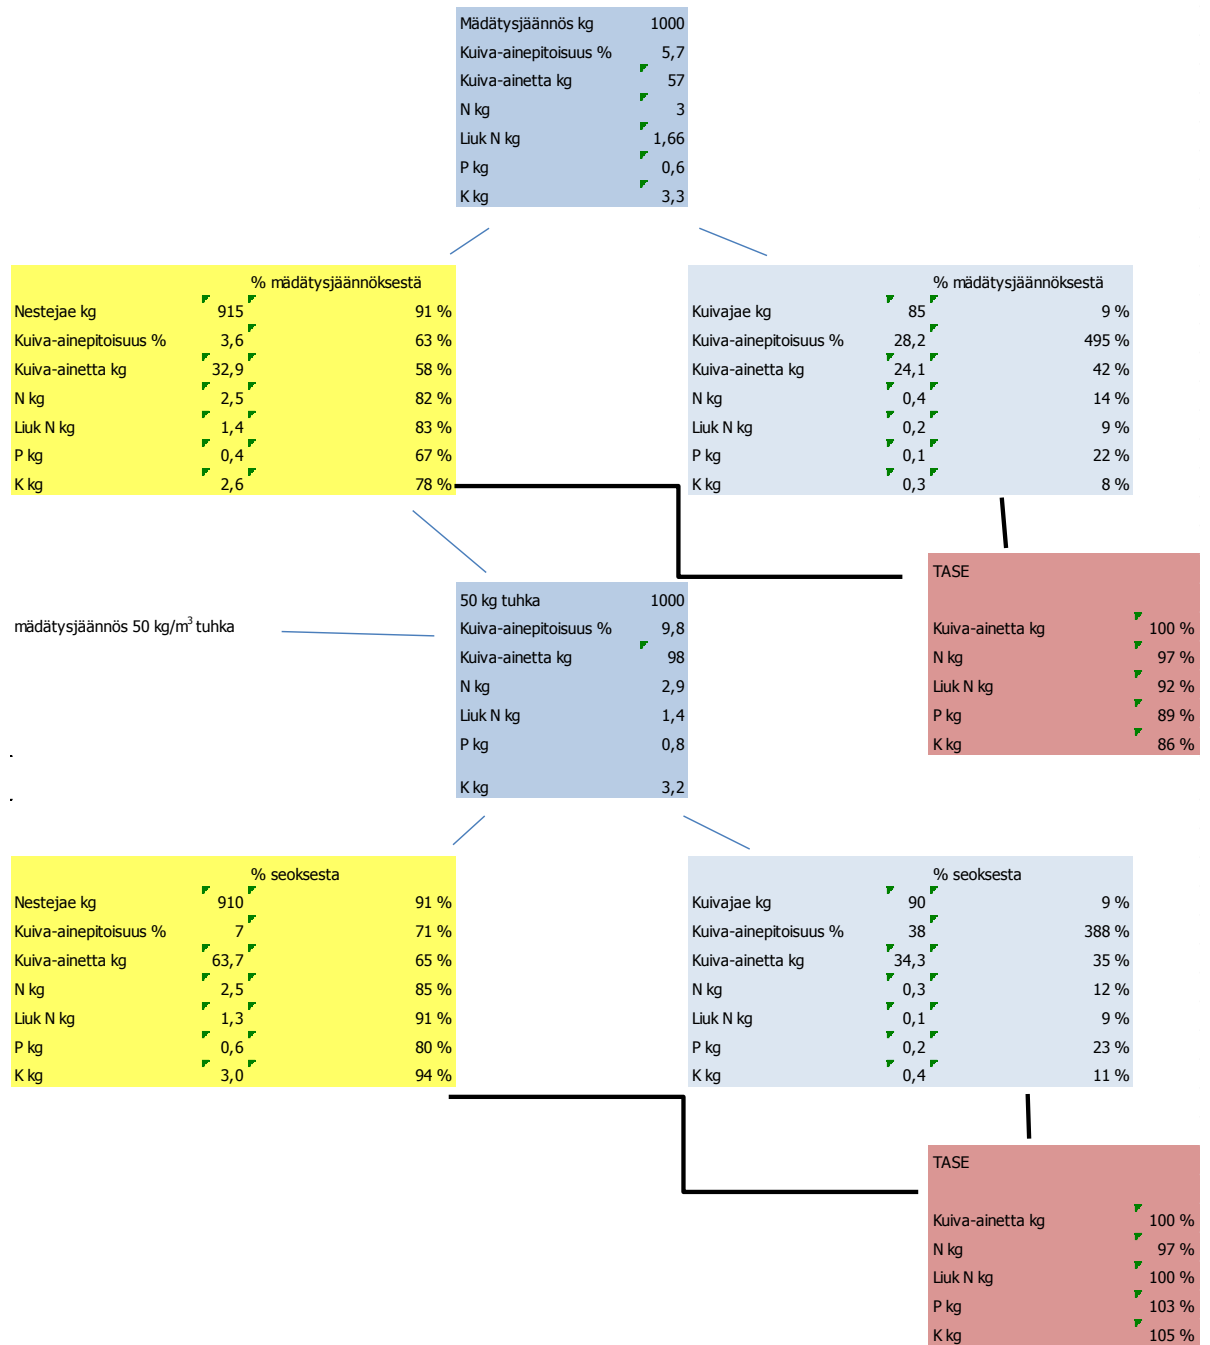 Mädätysjäännös kg 1000
Kuiva-ainepitoisuus % 5,7
Kuiva-ainetta kg 57
N kg 3
Liuk N kg 1,66
P kg 0,6
K kg 3,3
% mädätysjäännöksestä
Nestejae kg 915 91 %
Kuiva-ainepitoisuus % 3,6 63 %
Kuiva-ainetta kg 32,9 58 %
N kg 2,5 82 %
Liuk N kg 1,4 83 %
P kg 0,4 67 %
K kg 2,6 78 %
% mädätysjäännöksestä
Kuivajae kg 85 9 %
Kuiva-ainepitoisuus % 28,2 495 %
Kuiva-ainetta kg 24,1 42 %
N kg 0,4 14 %
Liuk N kg 0,2 9 %
P kg 0,1 22 %
K kg 0,3 8 %
TASE
Kuiva-ainetta kg 100 %
N kg 97 %
Liuk N kg 92 %
P kg 89 %
K kg 86 %
mädätysjäännös 50 kg/m³ tuhka
50 kg tuhka 1000
Kuiva-ainepitoisuus % 9,8
Kuiva-ainetta kg 98
N kg 2,9
Liuk N kg 1,4
P kg 0,8
K kg 3,2
% seoksesta
Nestejae kg 910 91 %
Kuiva-ainepitoisuus % 7 71 %
Kuiva-ainetta kg 63,7 65 %
N kg 2,5 85 %
Liuk N kg 1,3 91 %
P kg 0,6 80 %
K kg 3,0 94 %
% seoksesta
Kuivajae kg 90 9 %
Kuiva-ainepitoisuus % 38 388 %
Kuiva-ainetta kg 34,3 35 %
N kg 0,3 12 %
Liuk N kg 0,1 9 %
P kg 0,2 23 %
K kg 0,4 11 %
TASE
Kuiva-ainetta kg 100 %
N kg 97 %
Liuk N kg 100 %
P kg 103 %
K kg 105 %